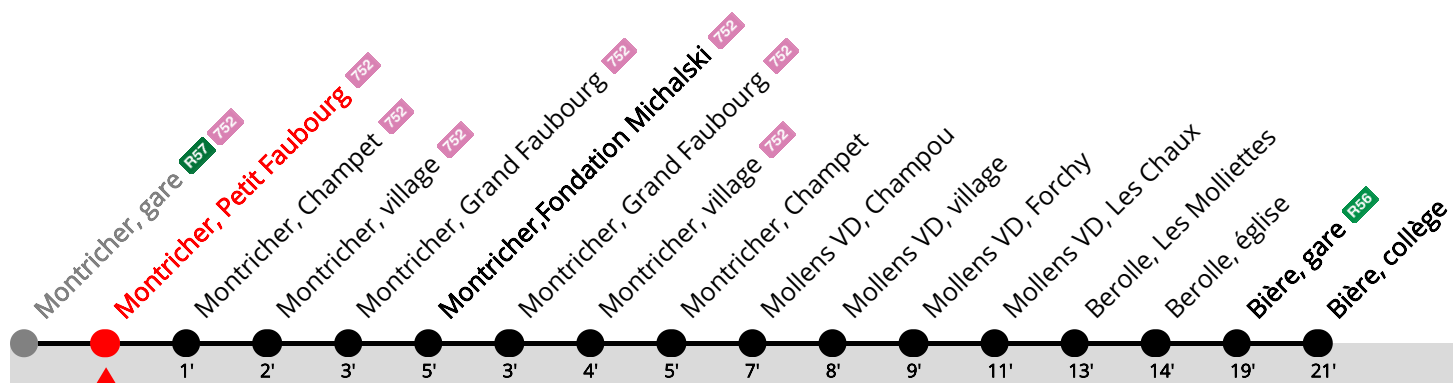 Montricher, gare R57 752
Montricher, Petit Faubourg 752
Montricher, Champet 752
Montricher, village 752
Montricher, Grand Faubourg 752
Montricher,Fondation Michalski 752
Montricher, Grand Faubourg 752
Montricher, village 752
Montricher, Champet
Mollens VD, Champou
Mollens VD, village
Mollens VD, Forchy
Mollens VD, Les Chaux
Berolle, Les Molliettes
Berolle, église
Bière, gare R56
Bière, collège
1' 2' 3' 5' 3' 4' 5' 7' 8' 9' 11' 13' 14' 19' 21'